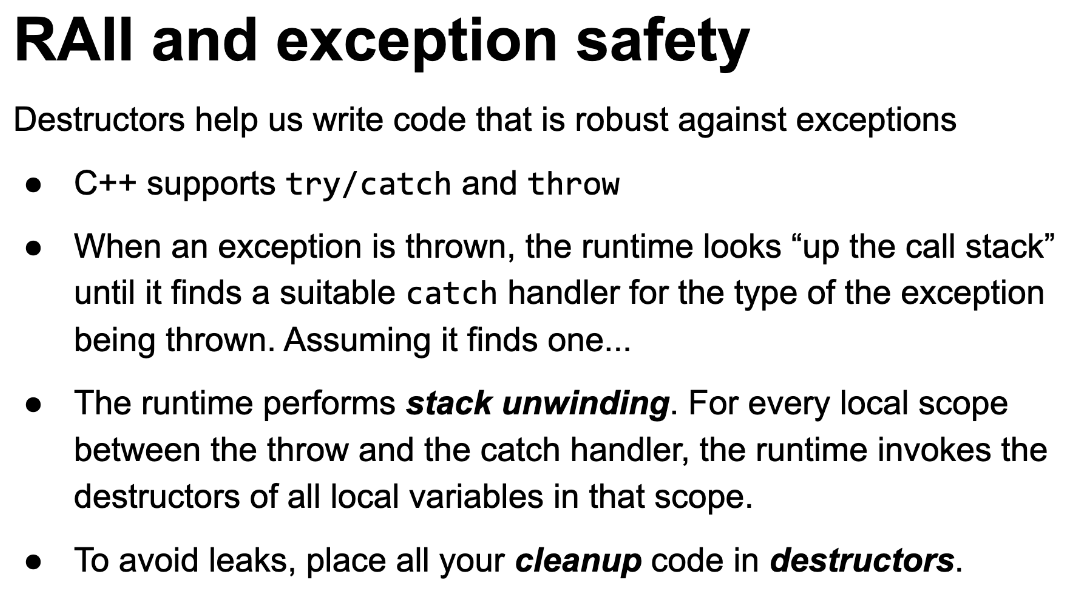 RAII and exception safety
Destructors help us write code that is robust against exceptions
● C++ supports try/catch and throw
● When an exception is thrown, the runtime looks “up the call stack”
until it finds a suitable catch handler for the type of the exception
being thrown. Assuming it finds one...
● The runtime performs stack unwinding. For every local scope
between the throw and the catch handler, the runtime invokes the
destructors of all local variables in that scope.
● To avoid leaks, place all your cleanup code in destructors.